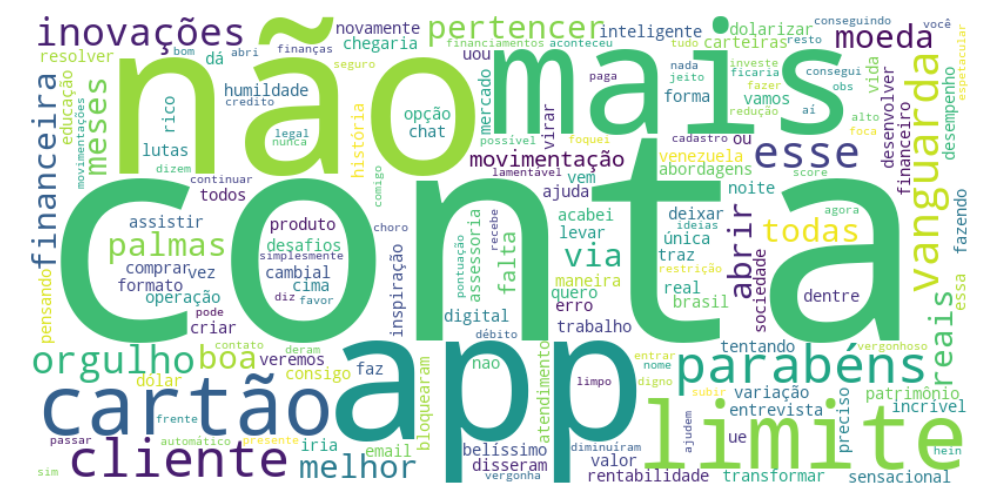 inovações
novamente
pertencer
inteligente
dolarizar
conseguindo
você
resolver
dá
bom
abri
finanças
chegaria
financiamentos
aconteceu
tudo
carteiras
resto
moeda
não
mais
uou
seguro
nada
jeito
investe
ficaria
consegui
obs
vida
espetacular
educação
movimentações
financeira
meses
rico
humildade
credito
opção
chat
mercado
paga
forma
fazer
vamos
redução
aí
alto
foca
desempenho
vanguarda
legal
nunca
história
possível
virar
foquei
cadastro
ou
desenvolver
financeiro
lutas
dizem
continuar
todos
comigo
movimentação
lamentável
vem
ajuda
venezuela
abordagens
esse
score
noite
conta
assistir
palmas
produto
choro
desafios
simplesmente
inspiração
pontuação
recebe
assessoria
falta
acabei
levar
via
deixar
ideias
única
traz
abrir
sociedade
todas
agora
fazendo
essa
comprar
vez
formato
operação
pode
criar
cambial
cima
diz
favor
digital
débito
quero
erro
trabalho
maneira
restrição
real
brasil
dentre
reais
pensando
orgulho
boa
contato
deram
veremos
consigo
faz
app
nao
atendimento
entrar
nome
parabéns
tentando
vergonhoso
dólar
cartão
frente
bloquearam
limpo
digno
subir
variação
entrevista
preciso
patrimônio
incrível
limite
passar
automático
presente
iria
email
belíssimo
diminuíram
ajudem
ue
hein
sim
cliente
melhor
disseram
vergonha
valor
rentabilidade
transformar
sensacional